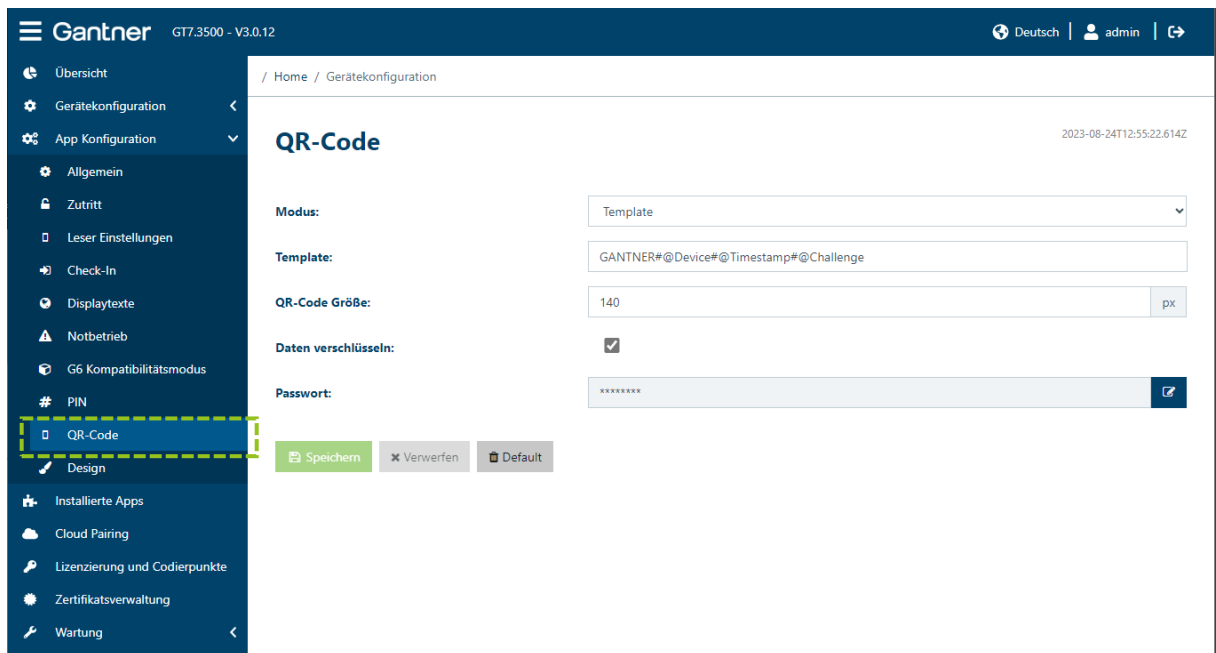 Gantner GT7.3500 - V3.0.12
Deutsch | admin |
Übersicht
/ Home / Gerätekonfiguration
Gerätekonfiguration
App Konfiguration
QR-Code
2023-08-24T12:55:22.614Z
Allgemein
Zutritt
Modus:
Template
Leser Einstellungen
Template:
GANTNER#@Device#@Timestamp#@Challenge
Check-In
Displaytexte
QR-Code Größe:
140
px
Notbetrieb
Daten verschlüsseln:
G6 Kompatibilitätsmodus
Passwort:
********
PIN
QR-Code
Speichern
Verwerfen
Default
Design
Installierte Apps
Cloud Pairing
Lizenzierung und Codierpunkte
Zertifikatsverwaltung
Wartung